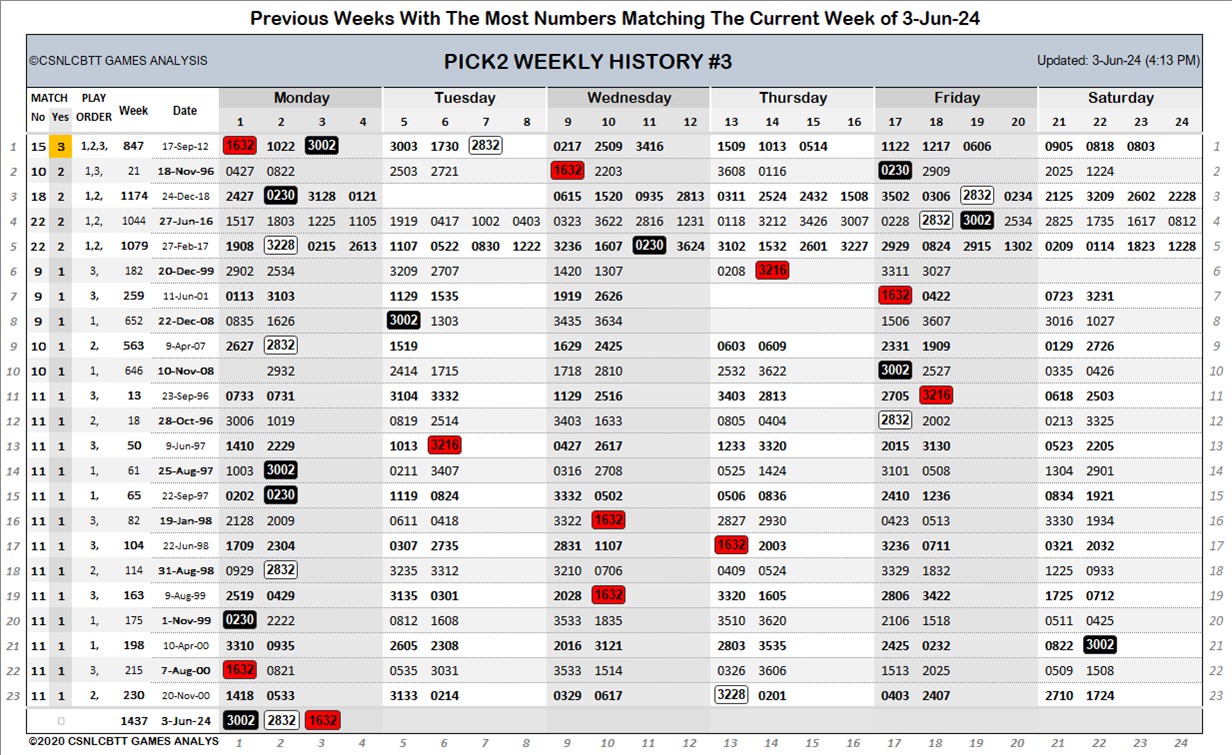 Previous Weeks With The Most Numbers Matching The Current Week of 3-Jun-24
©CSNLCBTT GAMES ANALYSIS PICK2 WEEKLY HISTORY #3 Updated: 3-Jun-24 (4:13 PM)
MATCH PLAY Week Date Monday Tuesday Wednesday Thursday Friday Saturday
No Yes ORDER 1 2 3 4 5 6 7 8 9 10 11 12 13 14 15 16 17 18 19 20 21 22 23 24
1 15 3 1,2,3, 847 17-Sep-12 1632 1022 3002 3003 1730 2832 0217 2509 3416 1509 1013 0514 1122 1217 0606 0905 0818 0803 1
2 10 2 1,3, 21 18-Nov-96 0427 0822 2503 2721 1632 2203 3608 0116 0230 2909 2025 1224 2
3 18 2 1,2, 1174 24-Dec-18 2427 0230 3128 0121 0615 1520 0935 2813 0311 2524 2432 1508 3502 0306 2832 0234 2125 3209 2602 2228 3
4 22 2 1,2, 1044 27-Jun-16 1517 1803 1225 1105 1919 0417 1002 0403 0323 3622 2816 1231 0118 3212 3426 3007 0228 2832 3002 2534 2825 1735 1617 0812 4
5 22 2 1,2, 1079 27-Feb-17 1908 3228 0215 2613 1107 0522 0830 1222 3236 1607 0230 3624 3102 1532 2601 3227 2929 0824 2915 1302 0209 0114 1823 1228 5
6 9 1 3, 182 20-Dec-99 2902 2534 3209 2707 1420 1307 0208 3216 3311 3027 6
7 9 1 3, 259 11-Jun-01 0113 3103 1129 1535 1919 2626 1632 0422 0723 3231 7
8 9 1 1, 652 22-Dec-08 0835 1626 3002 1303 3435 3634 1506 3607 3016 1027 8
9 10 1 2, 563 9-Apr-07 2627 2832 1519 1629 2425 0603 0609 2331 1909 0129 2726 9
10 10 1 1, 646 10-Nov-08 2932 2414 1715 1718 2810 2532 3622 3002 2527 0335 0426 10
11 11 1 3, 13 23-Sep-96 0733 0731 3104 3332 1129 2516 3403 2813 2705 3216 0618 2503 11
12 11 1 2, 18 28-Oct-96 3006 1019 0819 2514 3403 1633 0805 0404 2832 2002 0213 3325 12
13 11 1 3, 50 9-Jun-97 1410 2229 1013 3216 0427 2617 1233 3320 2015 3130 0523 2205 13
14 11 1 1, 61 25-Aug-97 1003 3002 0211 3407 0316 2708 0525 1424 3101 0508 1304 2901 14
15 11 1 1, 65 22-Sep-97 0202 0230 1119 0824 3332 0502 0506 0836 2410 1236 0834 1921 15
16 11 1 3, 82 19-Jan-98 2128 2009 0611 0418 3322 1632 2827 2930 0423 0513 3330 1934 16
17 11 1 3, 104 22-Jun-98 1709 2304 0307 2735 2831 1107 1632 2003 3236 0711 0321 2032 17
18 11 1 2, 114 31-Aug-98 0929 2832 3235 3312 3210 0706 0409 0524 3329 1832 1225 0933 18
19 11 1 3, 163 9-Aug-99 2519 0429 3135 0301 2028 1632 3320 1605 2806 3422 1725 0712 19
20 11 1 1, 175 1-Nov-99 0230 2222 0812 1608 3533 1835 3510 3620 2106 1518 0511 0425 20
21 11 1 1, 198 10-Apr-00 3310 0935 2605 2308 2016 3121 2803 3535 2425 0232 0822 3002 21
22 11 1 3, 215 7-Aug-00 1632 0821 0535 3031 3533 1514 0326 3606 1513 2025 0509 1508 22
23 11 1 2, 230 20-Nov-00 1418 0533 3133 0214 0329 0617 3228 0201 0403 2407 2710 1724 23
0 1437 3-Jun-24 3002 2832 1632
©2020 CSNLCBTT GAMES ANALYS 1 2 3 4 5 6 7 8 9 10 11 12 13 14 15 16 17 18 19 20 21 22 23 24